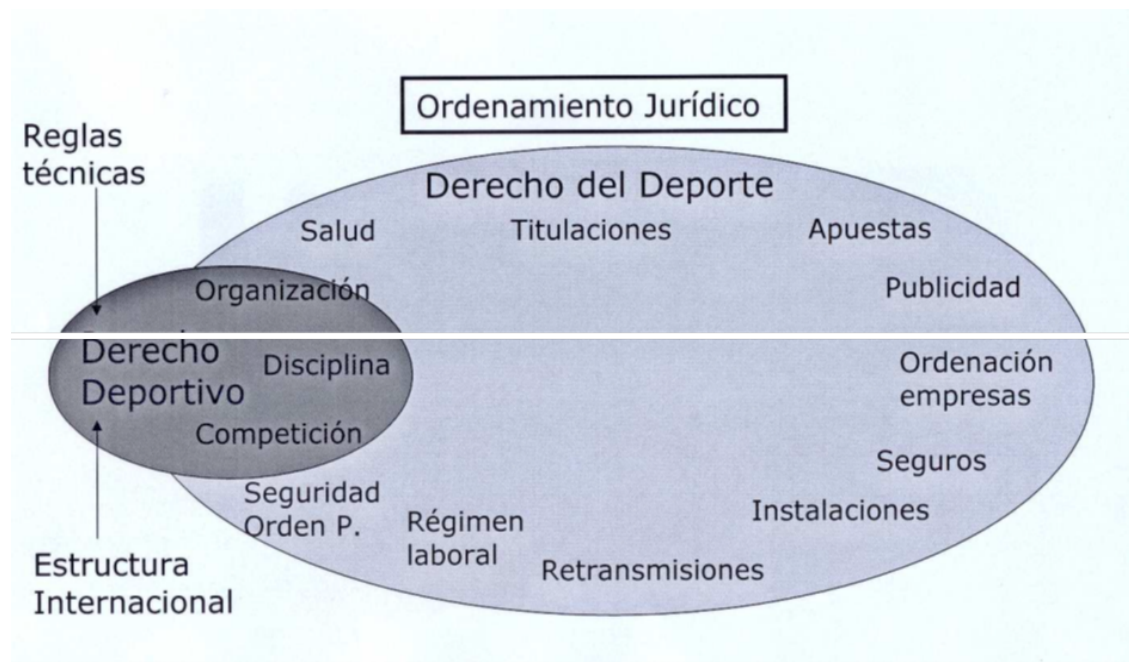 Ordenamiento Jurídico
Reglas
técnicas
Derecho del Deporte
Salud
Titulaciones
Apuestas
Organización
Publicidad
Derecho
Deportivo
Disciplina
Ordenación
empresas
Competición
Seguros
Seguridad
Orden P.
Régimen
laboral
Instalaciones
Retransmisiones
Estructura
Internacional